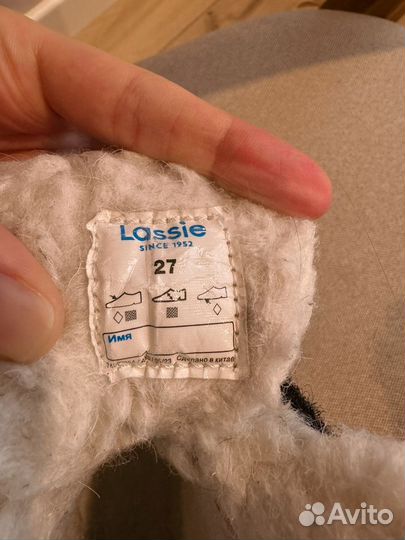 Lassie
SINCE 1952
27
Имя
Сделано в Китае
Avito